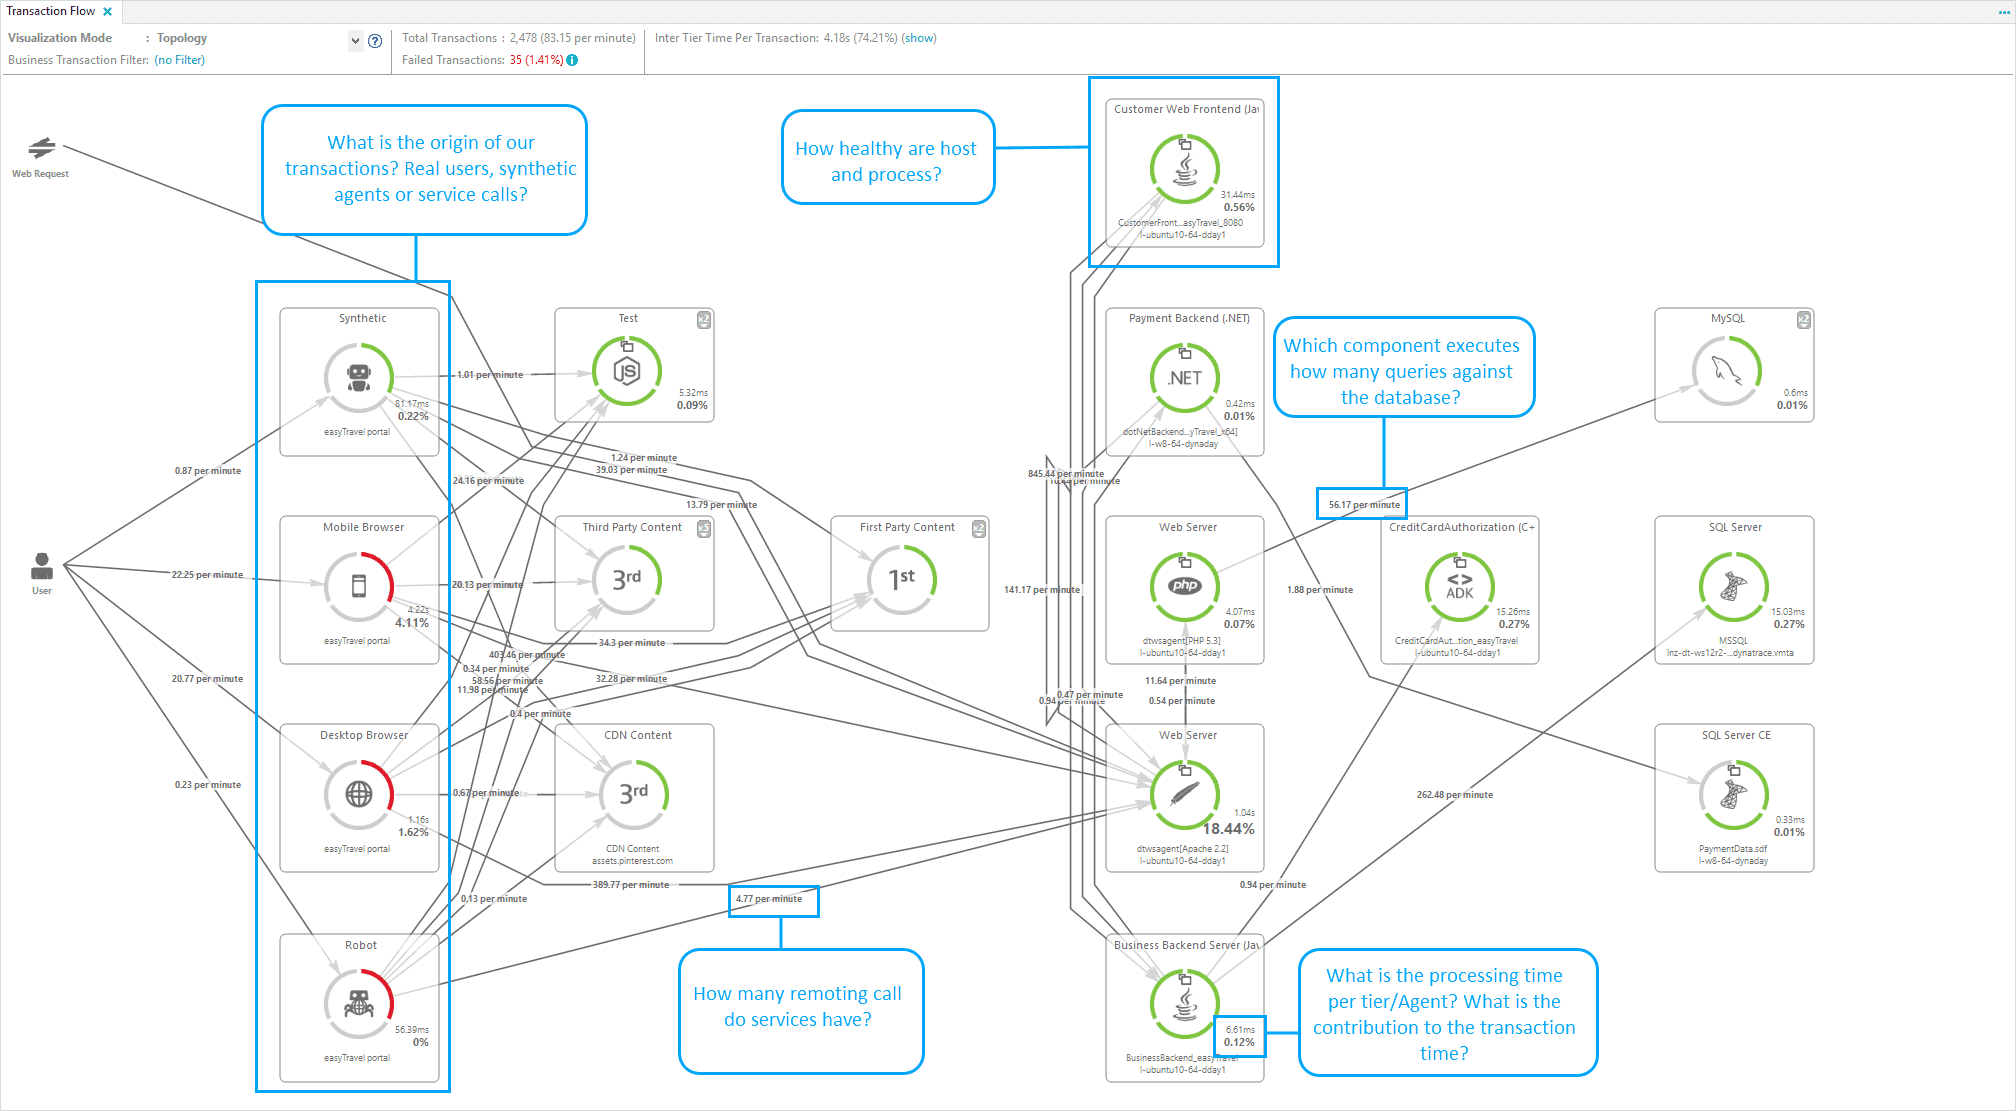 Transaction Flow
Visualization Mode : Topology
Business Transaction Filter: (no Filter)
Total Transactions : 2,478 (83.15 per minute)
Failed Transactions: 35 (1.41%)
Inter Tier Time Per Transaction: 4.18s (74.21%) (show)
Web Request
What is the origin of our
transactions? Real users, synthetic
agents or service calls?
How healthy are host
and process?
Customer Web Frontend (Ja
31.44ms
0.56%
CustomerFront...asyTravel_8080
l-ubuntu10-64-dday1
Synthetic
81.17ms
0.22%
easyTravel portal
1.01 per minute
Test
x2
JS
5.32ms
0.09%
Payment Backend (.NET)
.NET
0.42ms
0.01%
dotNetBackend...yTravel_x64]
l-w8-64-dynaday
Which component executes
how many queries against
the database?
MySQL
x2
0.6ms
0.01%
0.87 per minute
1.24 per minute
39.03 per minute
24.16 per minute
13.79 per minute
845.44 per minute
56.17 per minute
User
22.25 per minute
20.77 per minute
0.23 per minute
Mobile Browser
4.22s
4.11%
easyTravel portal
20.13 per minute
Third Party Content
x5
3rd
First Party Content
x2
1st
141.17 per minute
Web Server
php
4.07ms
0.07%
dtwsagent[PHP 5.3]
l-ubuntu10-64-dday1
1.88 per minute
CreditCardAuthorization (C+
<>
ADK
15.26ms
0.27%
CreditCardAut...tion_easyTravel
l-ubuntu10-64-dday1
SQL Server
15.03ms
0.27%
MSSQL
lnz-dt-ws12r2-...dynatrace.vmta
34.3 per minute
403.46 per minute
0.34 per minute
58.56 per minute
11.98 per minute
32.28 per minute
0.4 per minute
0.47 per minute
0.94 per minute
11.64 per minute
0.54 per minute
Desktop Browser
1.16s
1.62%
easyTravel portal
0.67 per minute
CDN Content
3rd
CDN Content
assets.pinterest.com
Web Server
1.04s
18.44%
dtwsagent[Apache 2.2]
l-ubuntu10-64-dday1
262.48 per minute
SQL Server CE
0.33ms
0.01%
PaymentData.sdf
l-w8-64-dynaday
389.77 per minute
0.13 per minute
4.77 per minute
0.94 per minute
Robot
56.39ms
0%
easyTravel portal
How many remoting call
do services have?
Business Backend Server (Ja
6.61ms
0.12%
BusinessBackend_easyTravel
l-ubuntu10-64-dday1
What is the processing time
per tier/Agent? What is the
contribution to the transaction
time?